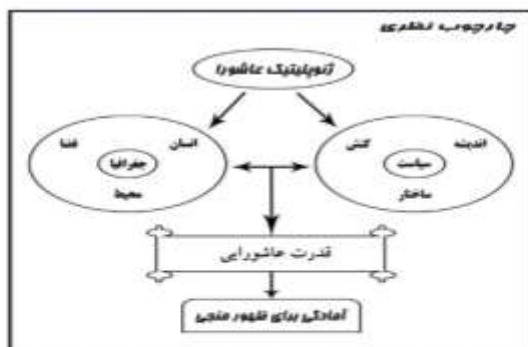 چارچوب نظری
ژئوپلیتیک عاشورا
اندیشه کنش
سیاست
ساختار
انسان فضا
جغرافیا
محیط
قدرت عاشورایی
آمادگی برای ظهور منجی